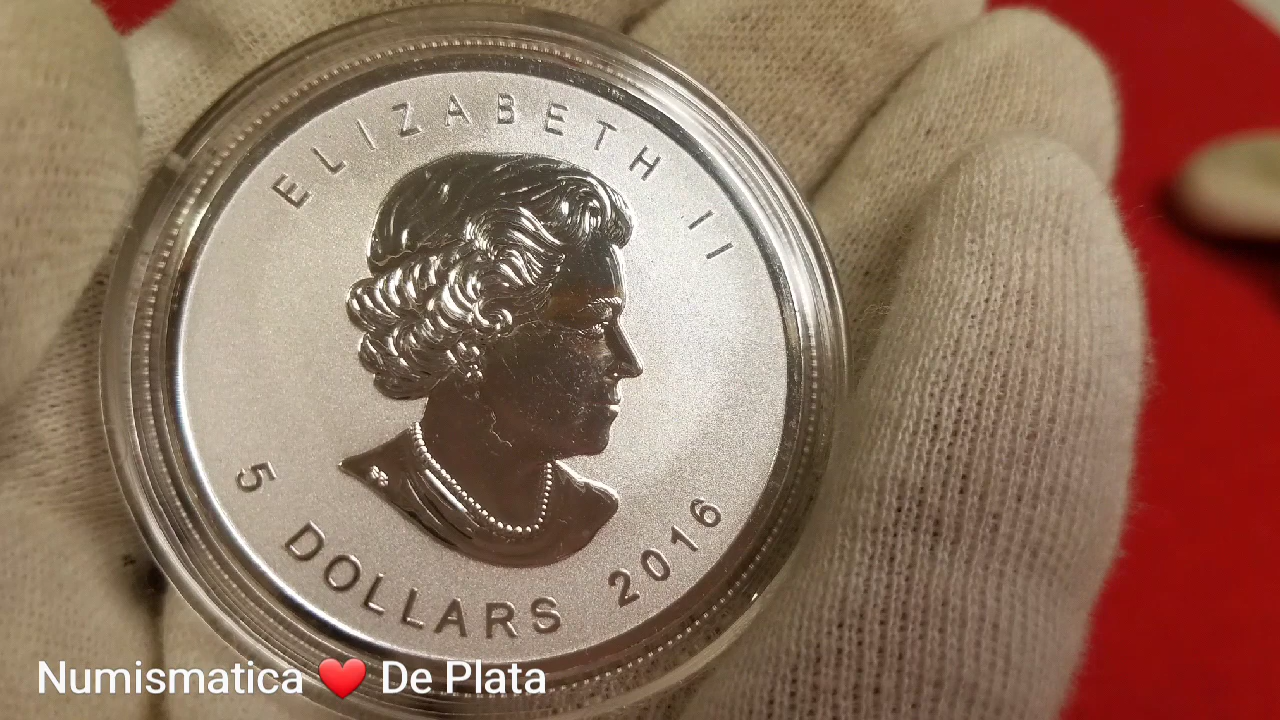 ELIZABETH II
5 DOLLARS 2016
Numismatica ❤️ De Plata